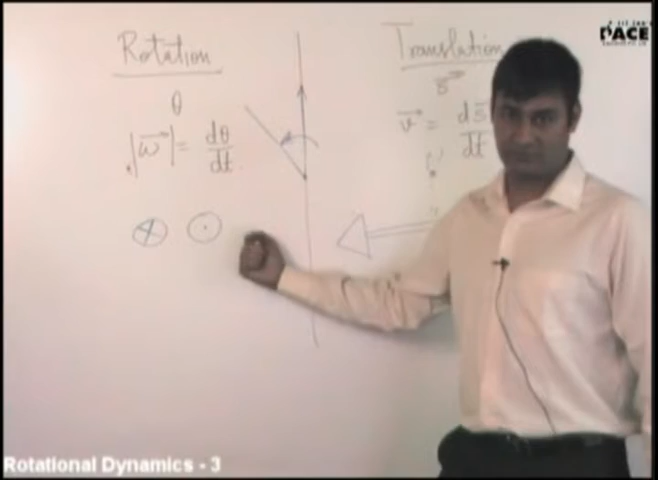 Rotation
θ
|ω⃗| = dθ/dt
Translation
s⃗
v⃗ = ds⃗/dt
PACE
Rotational Dynamics - 3